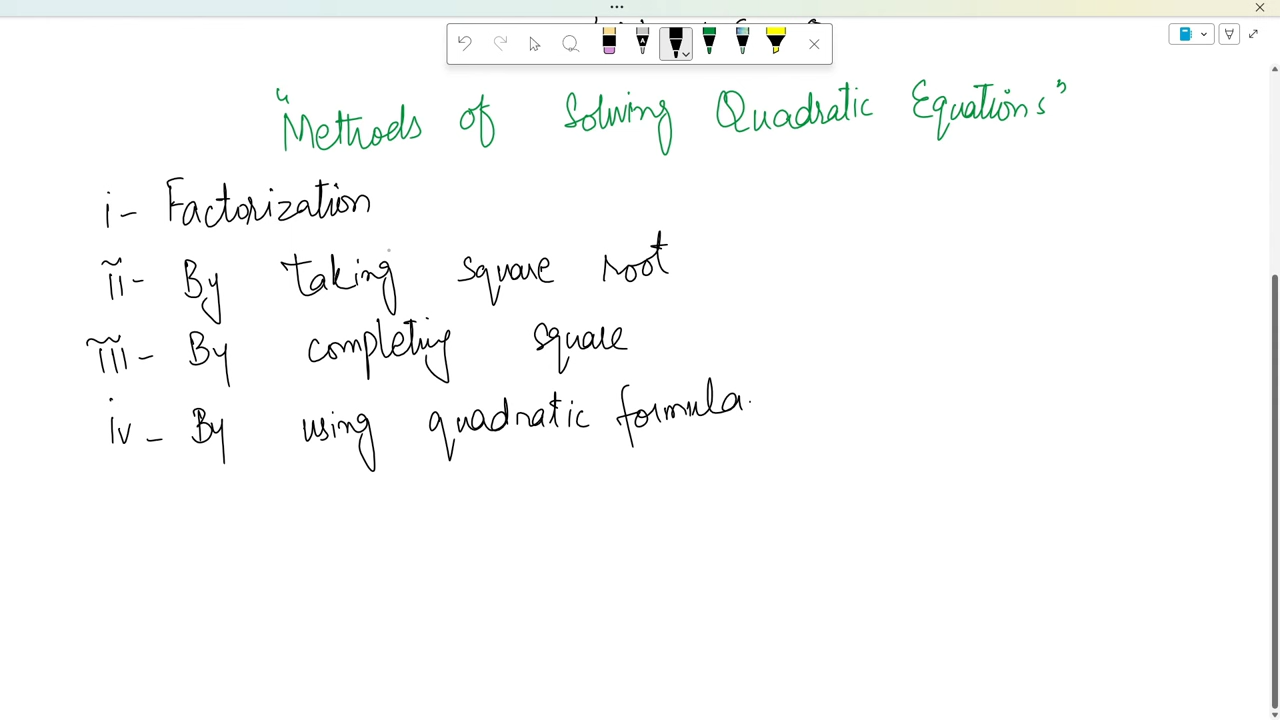 "Methods of Solving Quadratic Equations"
i- Factorization
ii- By taking square root
iii- By completing square
iv- By using quadratic formula.